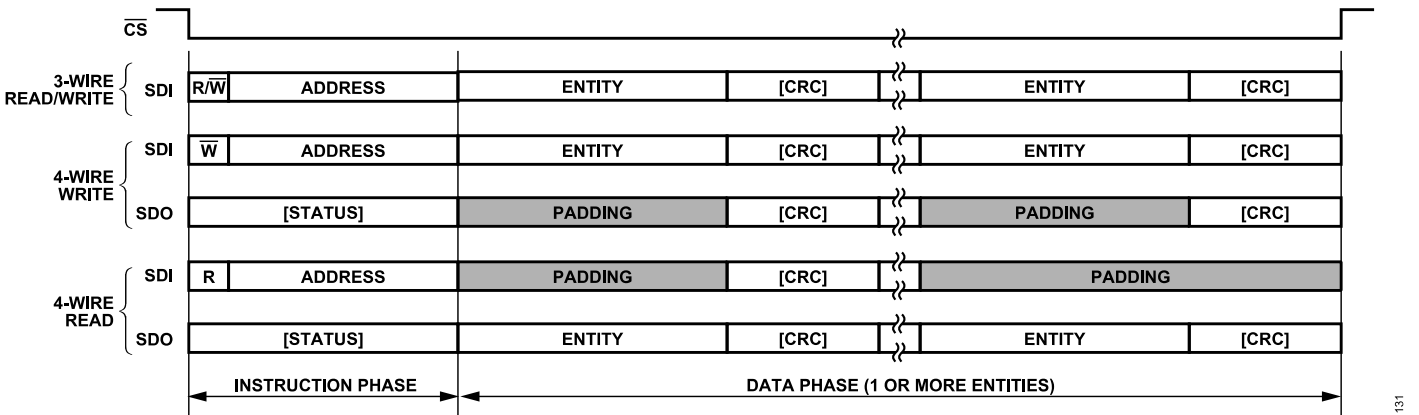 C̅S̅
3-WIRE
READ/WRITE
SDI R/W̅ ADDRESS ENTITY [CRC] ENTITY [CRC]
4-WIRE
WRITE
SDI W̅ ADDRESS ENTITY [CRC] ENTITY [CRC]
SDO [STATUS] PADDING [CRC] PADDING [CRC]
4-WIRE
READ
SDI R ADDRESS PADDING [CRC] PADDING
SDO [STATUS] ENTITY [CRC] ENTITY [CRC]
INSTRUCTION PHASE DATA PHASE (1 OR MORE ENTITIES)
131